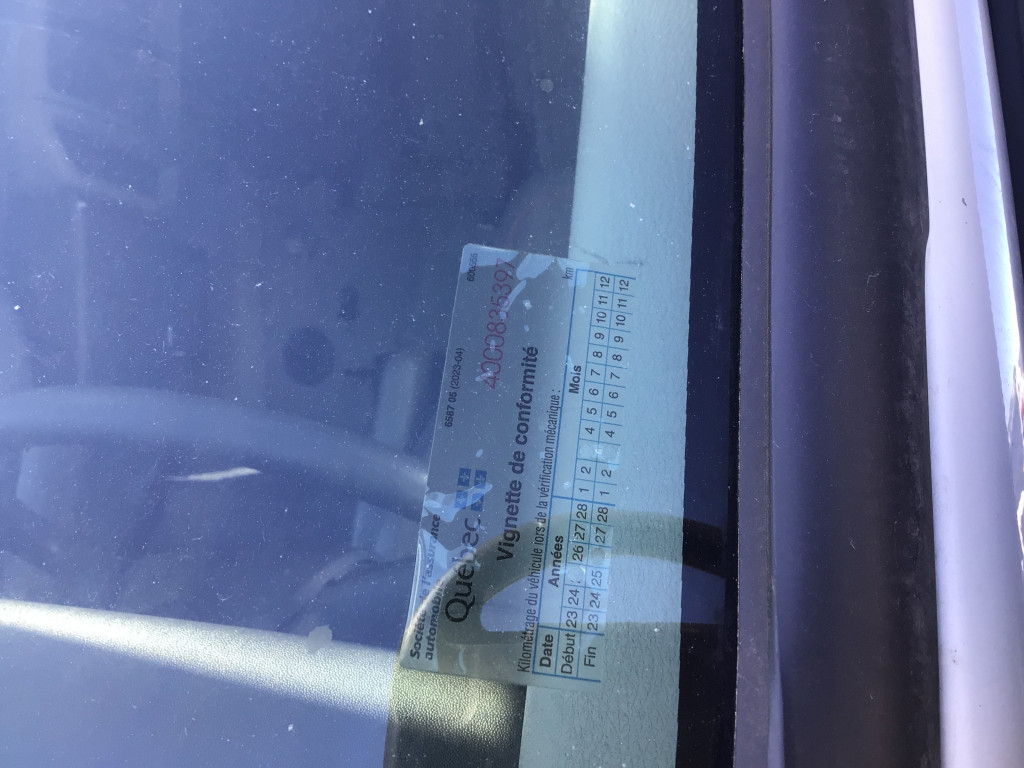 Société de l'assurance
automobile
Québec
6687 05 (2023-04)
Vignette de conformité
Kilométrage du véhicule lors de la vérification mécanique : km
Date Années Mois
Début 23 24 26 27 28 1 2 4 5 6 7 8 9 10 11 12
Fin 23 24 25 27 28 1 2 4 5 6 7 8 9 10 11 12